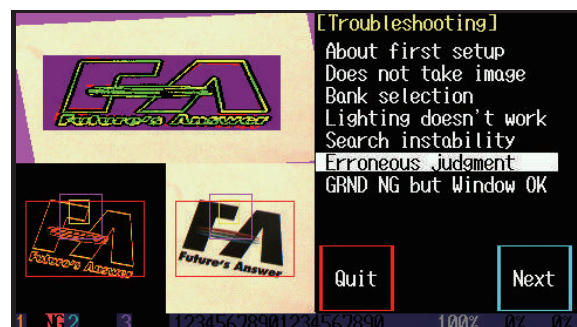 [Troubleshooting]
About first setup
Does not take image
Bank selection
Lighting doesn't work
Search instability
Erroneous judgment
GRND NG but Window OK
Quit
Next
FA
Future's Answer
FA
Future's Answer
FA
Future's Answer
1 NG 2 3 12345678901234567890 100% 0% 0%